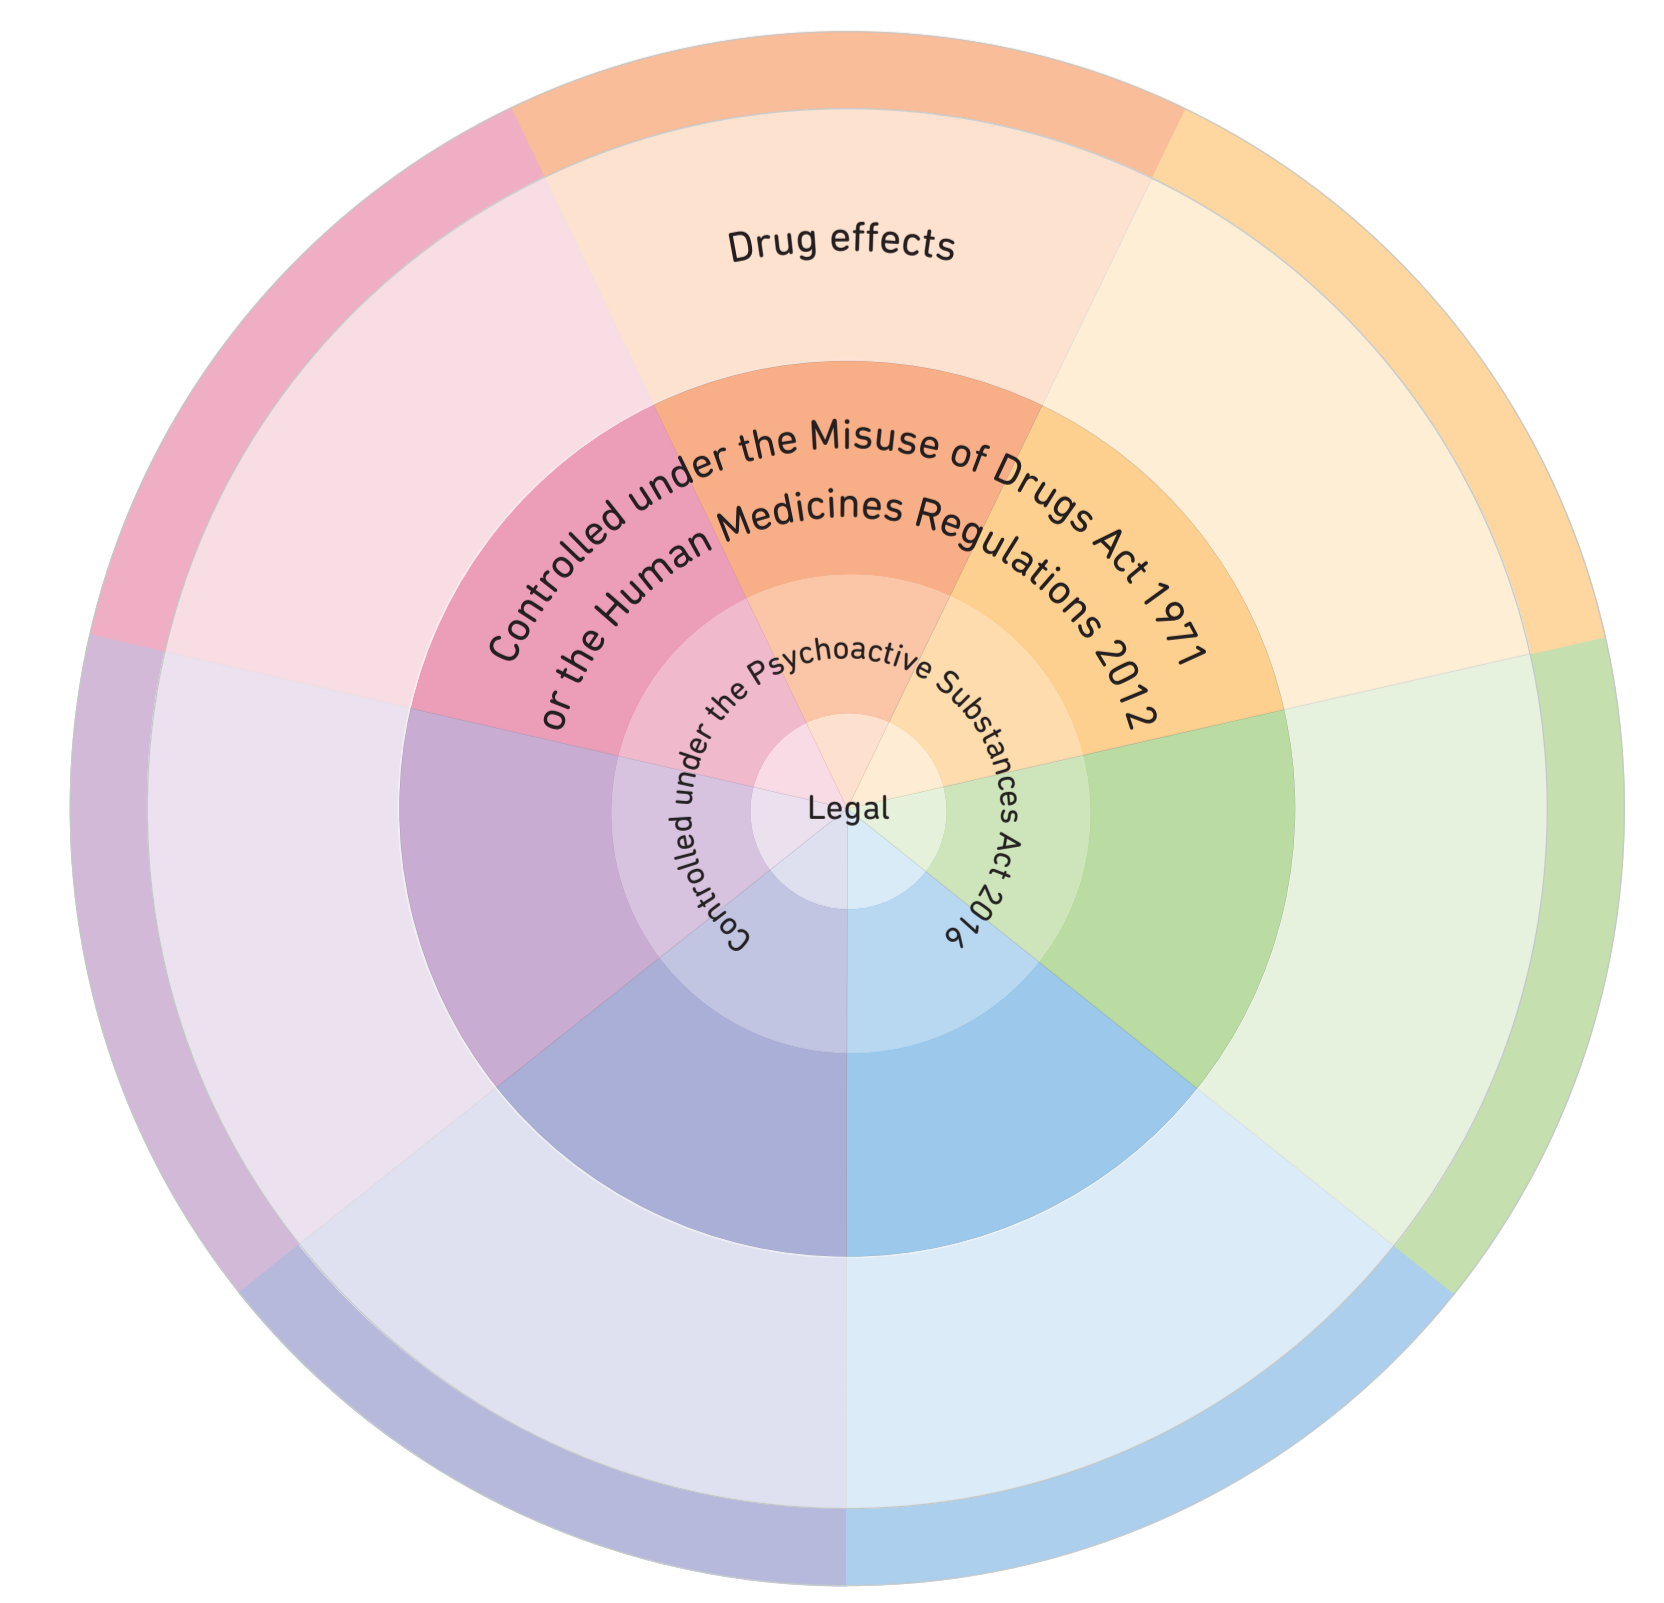 Drug effects
Controlled under the Misuse of Drugs Act 1971
or the Human Medicines Regulations 2012
Controlled under the Psychoactive Substances Act 2016
Legal